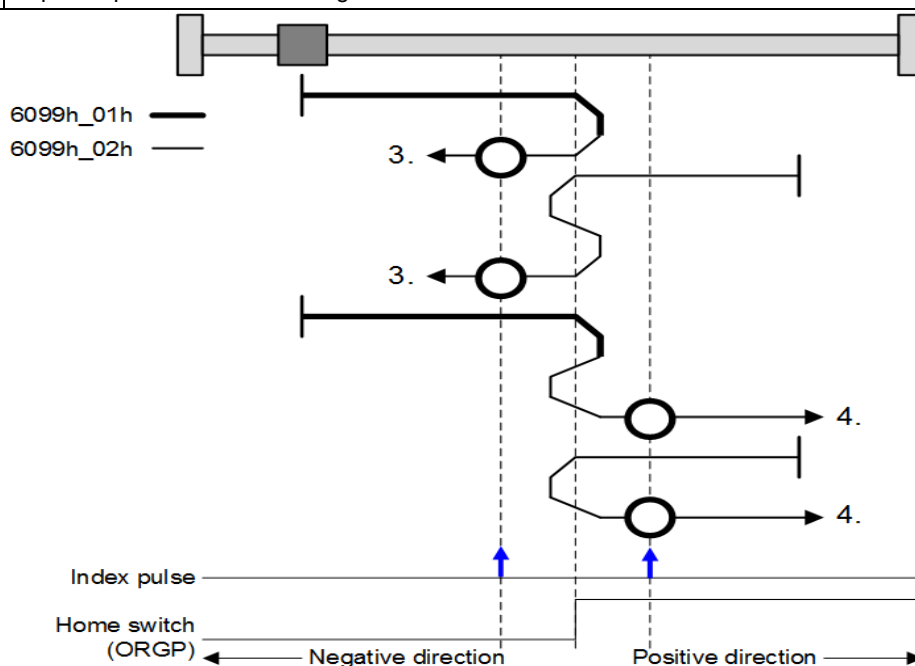 6099h_01h
6099h_02h
3.
3.
4.
4.
Index pulse
Home switch
(ORGP)
Negative direction
Positive direction